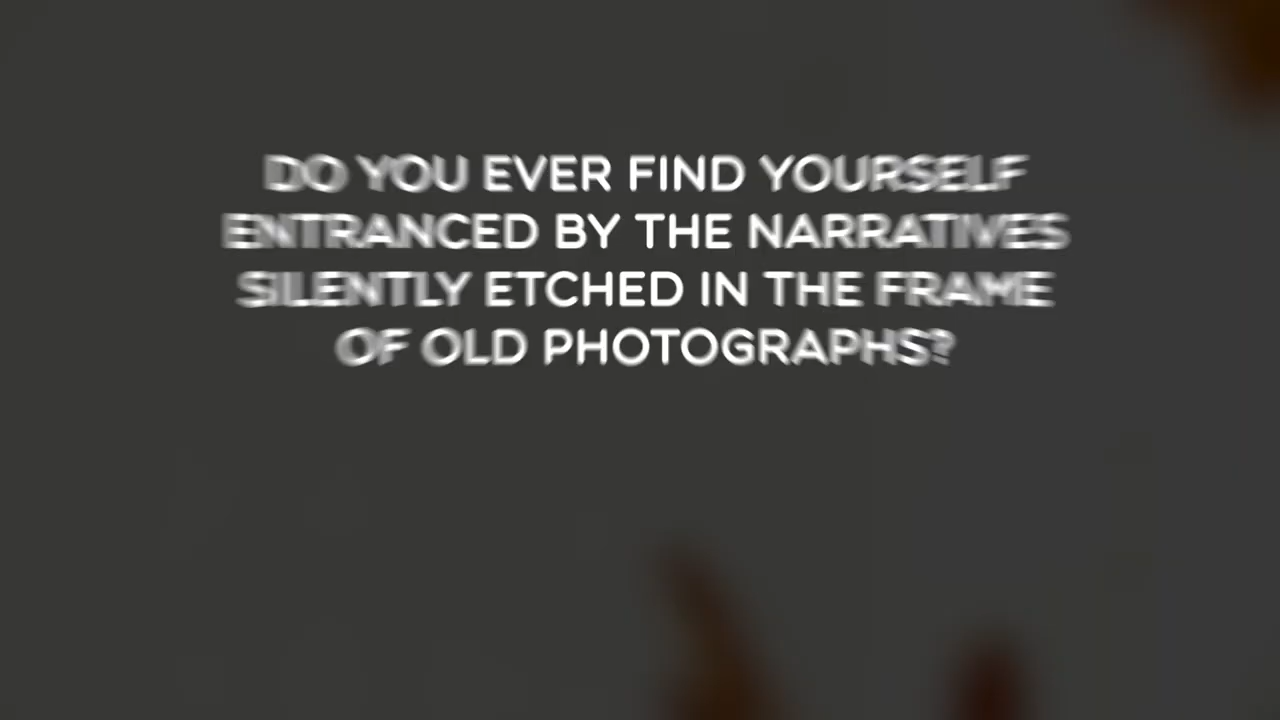 DO YOU EVER FIND YOURSELF
ENTRANCED BY THE NARRATIVES
SILENTLY ETCHED IN THE FRAME
OF OLD PHOTOGRAPHS?